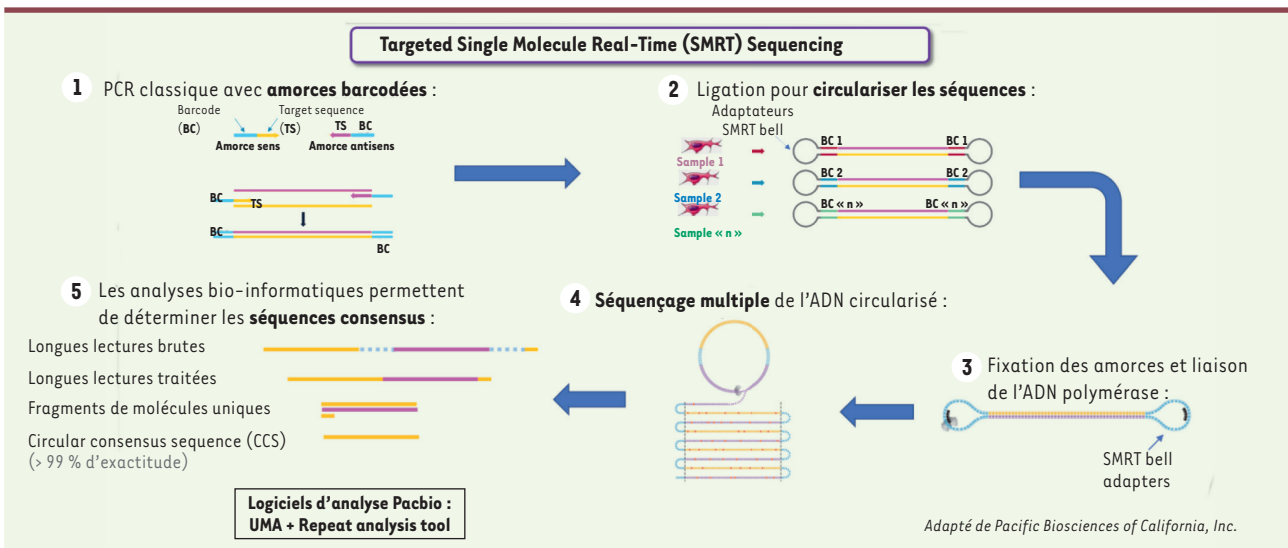 Targeted Single Molecule Real-Time (SMRT) Sequencing
1 PCR classique avec amorces barcodées :
Barcode
(BC)
Target sequence
(TS)
TS BC
Amorce sens
Amorce antisens
BC
TS
BC
BC
2 Ligation pour circulariser les séquences :
Adaptateurs
SMRT bell
Sample 1
BC 1 BC 1
Sample 2
BC 2 BC 2
Sample « n »
BC « n » BC « n »
3 Fixation des amorces et liaison
de l’ADN polymérase :
SMRT bell
adapters
4 Séquençage multiple de l’ADN circularisé :
5 Les analyses bio-informatiques permettent
de déterminer les séquences consensus :
Longues lectures brutes
Longues lectures traitées
Fragments de molécules uniques
Circular consensus sequence (CCS)
(> 99 % d’exactitude)
Logiciels d’analyse Pacbio :
UMA + Repeat analysis tool
Adapté de Pacific Biosciences of California, Inc.